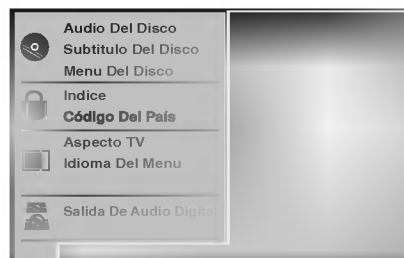 Audio Del Disco
Subtitulo Del Disco
Menu Del Disco
Indice
Código Del País
Aspecto TV
Idioma Del Menu
Salida De Audio Digital